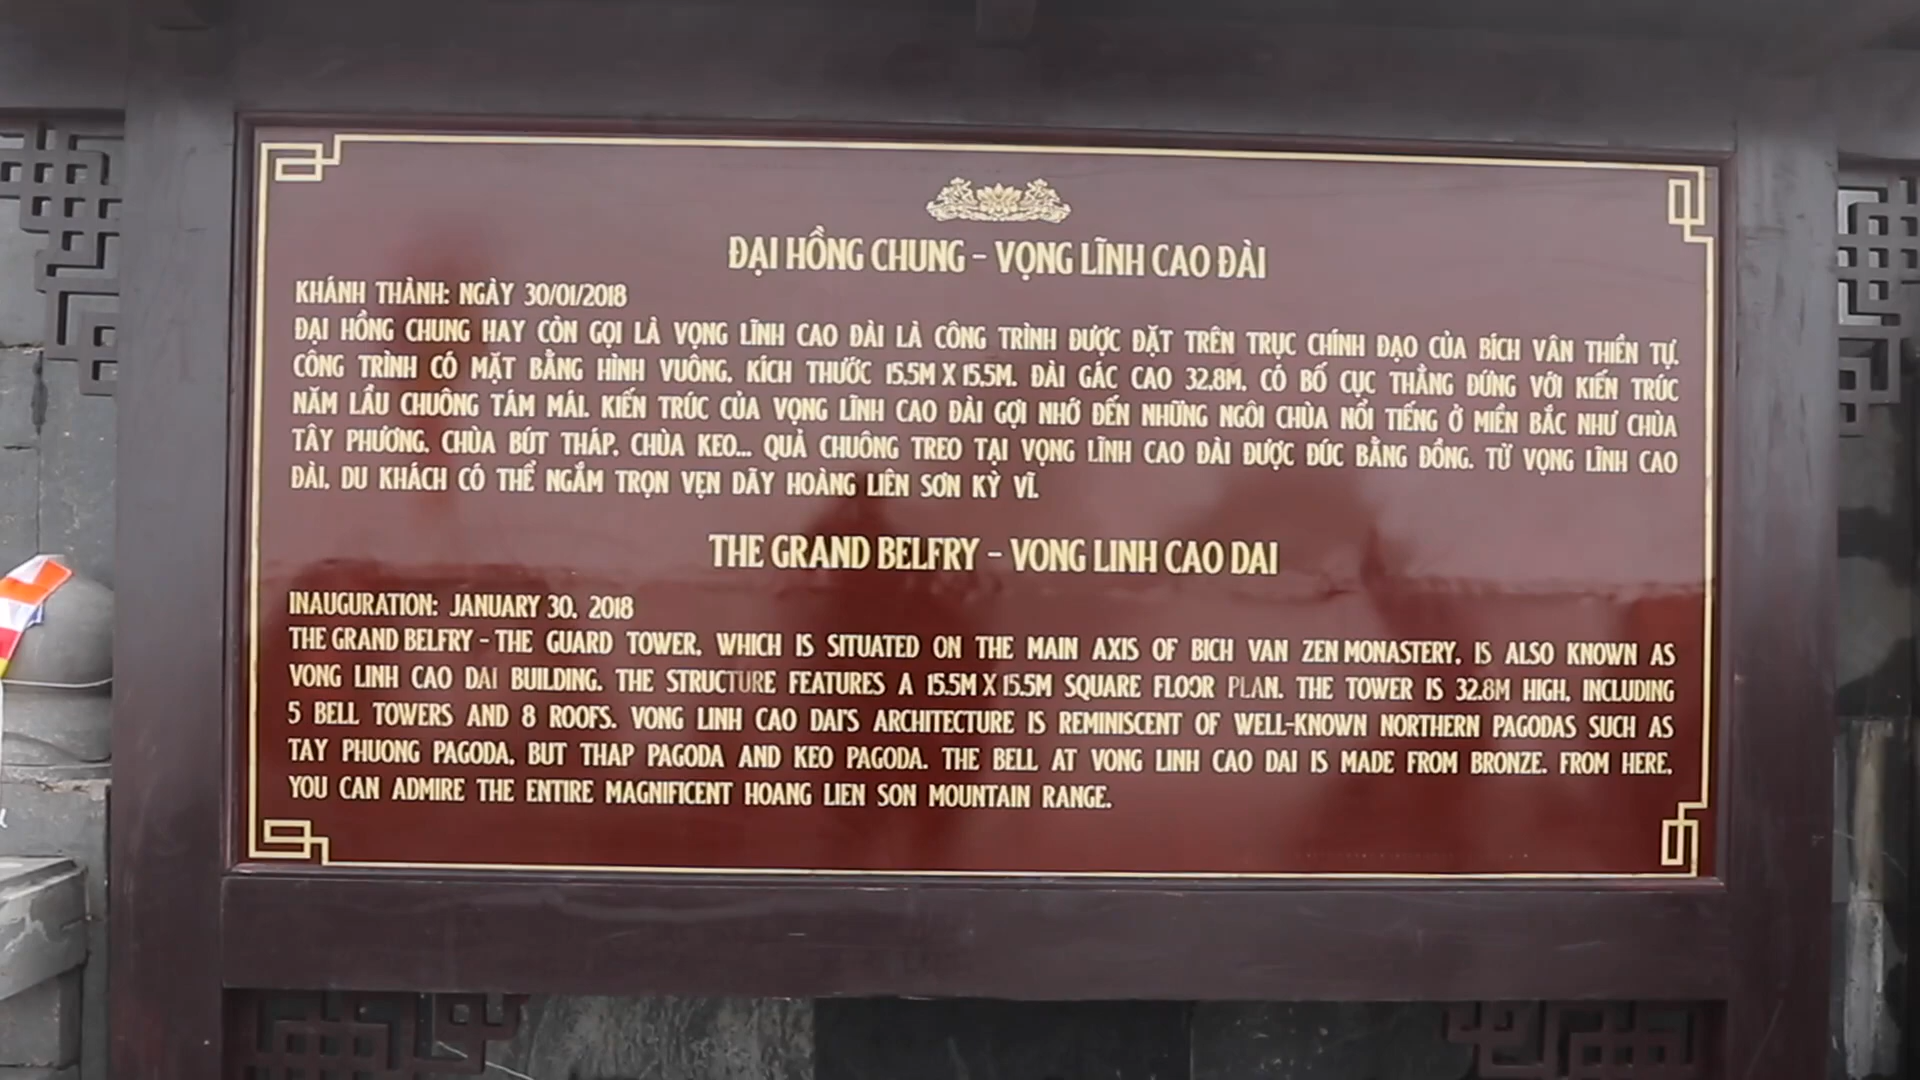 ĐẠI HỒNG CHUNG - VỌNG LĨNH CAO ĐÀI
KHÁNH THÀNH: NGÀY 30/01/2018
ĐẠI HỒNG CHUNG HAY CÒN GỌI LÀ VỌNG LĨNH CAO ĐÀI LÀ CÔNG TRÌNH ĐƯỢC ĐẶT TRÊN TRỤC CHÍNH ĐẠO CỦA BÍCH VÂN THIỀN TỰ.
CÔNG TRÌNH CÓ MẶT BẰNG HÌNH VUÔNG, KÍCH THƯỚC 15.5M X 15.5M, ĐÀI GÁC CAO 32.8M, CÓ BỐ CỤC THẲNG ĐỨNG VỚI KIẾN TRÚC
NĂM LẦU CHUÔNG TÁM MÁI. KIẾN TRÚC CỦA VỌNG LĨNH CAO ĐÀI GỢI NHỚ ĐẾN NHỮNG NGÔI CHÙA NỔI TIẾNG Ở MIỀN BẮC NHƯ CHÙA
TÂY PHƯƠNG, CHÙA BÚT THÁP, CHÙA KEO... QUẢ CHUÔNG TREO TẠI VỌNG LĨNH CAO ĐÀI ĐƯỢC ĐÚC BẰNG ĐỒNG. TỪ VỌNG LĨNH CAO
ĐÀI, DU KHÁCH CÓ THỂ NGẮM TRỌN VẸN DÃY HOÀNG LIÊN SƠN KỲ VĨ.
THE GRAND BELFRY - VONG LINH CAO DAI
INAUGURATION: JANUARY 30, 2018
THE GRAND BELFRY - THE GUARD TOWER, WHICH IS SITUATED ON THE MAIN AXIS OF BICH VAN ZEN MONASTERY, IS ALSO KNOWN AS
VONG LINH CAO DAI BUILDING. THE STRUCTURE FEATURES A 15.5M X 15.5M SQUARE FLOOR PLAN. THE TOWER IS 32.8M HIGH, INCLUDING
5 BELL TOWERS AND 8 ROOFS. VONG LINH CAO DAI'S ARCHITECTURE IS REMINISCENT OF WELL-KNOWN NORTHERN PAGODAS SUCH AS
TAY PHUONG PAGODA, BUT THAP PAGODA AND KEO PAGODA. THE BELL AT VONG LINH CAO DAI IS MADE FROM BRONZE. FROM HERE,
YOU CAN ADMIRE THE ENTIRE MAGNIFICENT HOANG LIEN SON MOUNTAIN RANGE.